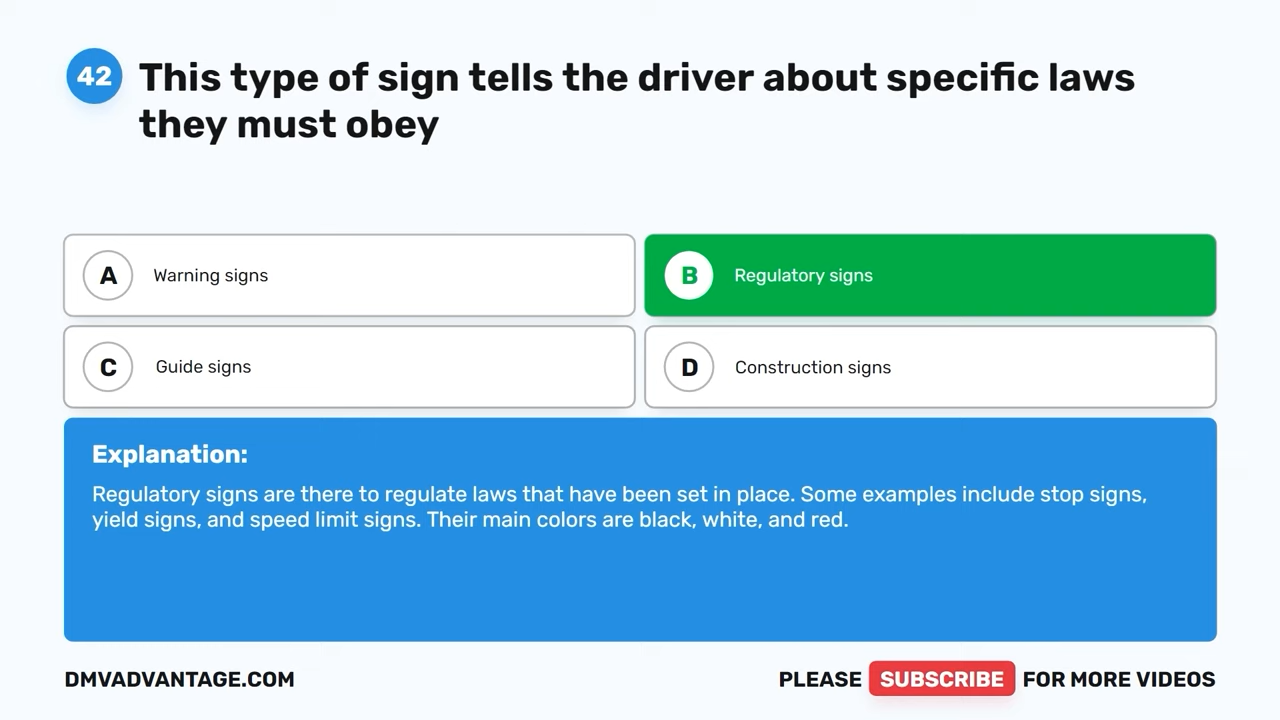 42 This type of sign tells the driver about specific laws
they must obey
A Warning signs
B Regulatory signs
C Guide signs
D Construction signs
Explanation:
Regulatory signs are there to regulate laws that have been set in place. Some examples include stop signs,
yield signs, and speed limit signs. Their main colors are black, white, and red.
DMVADVANTAGE.COM
PLEASE SUBSCRIBE FOR MORE VIDEOS